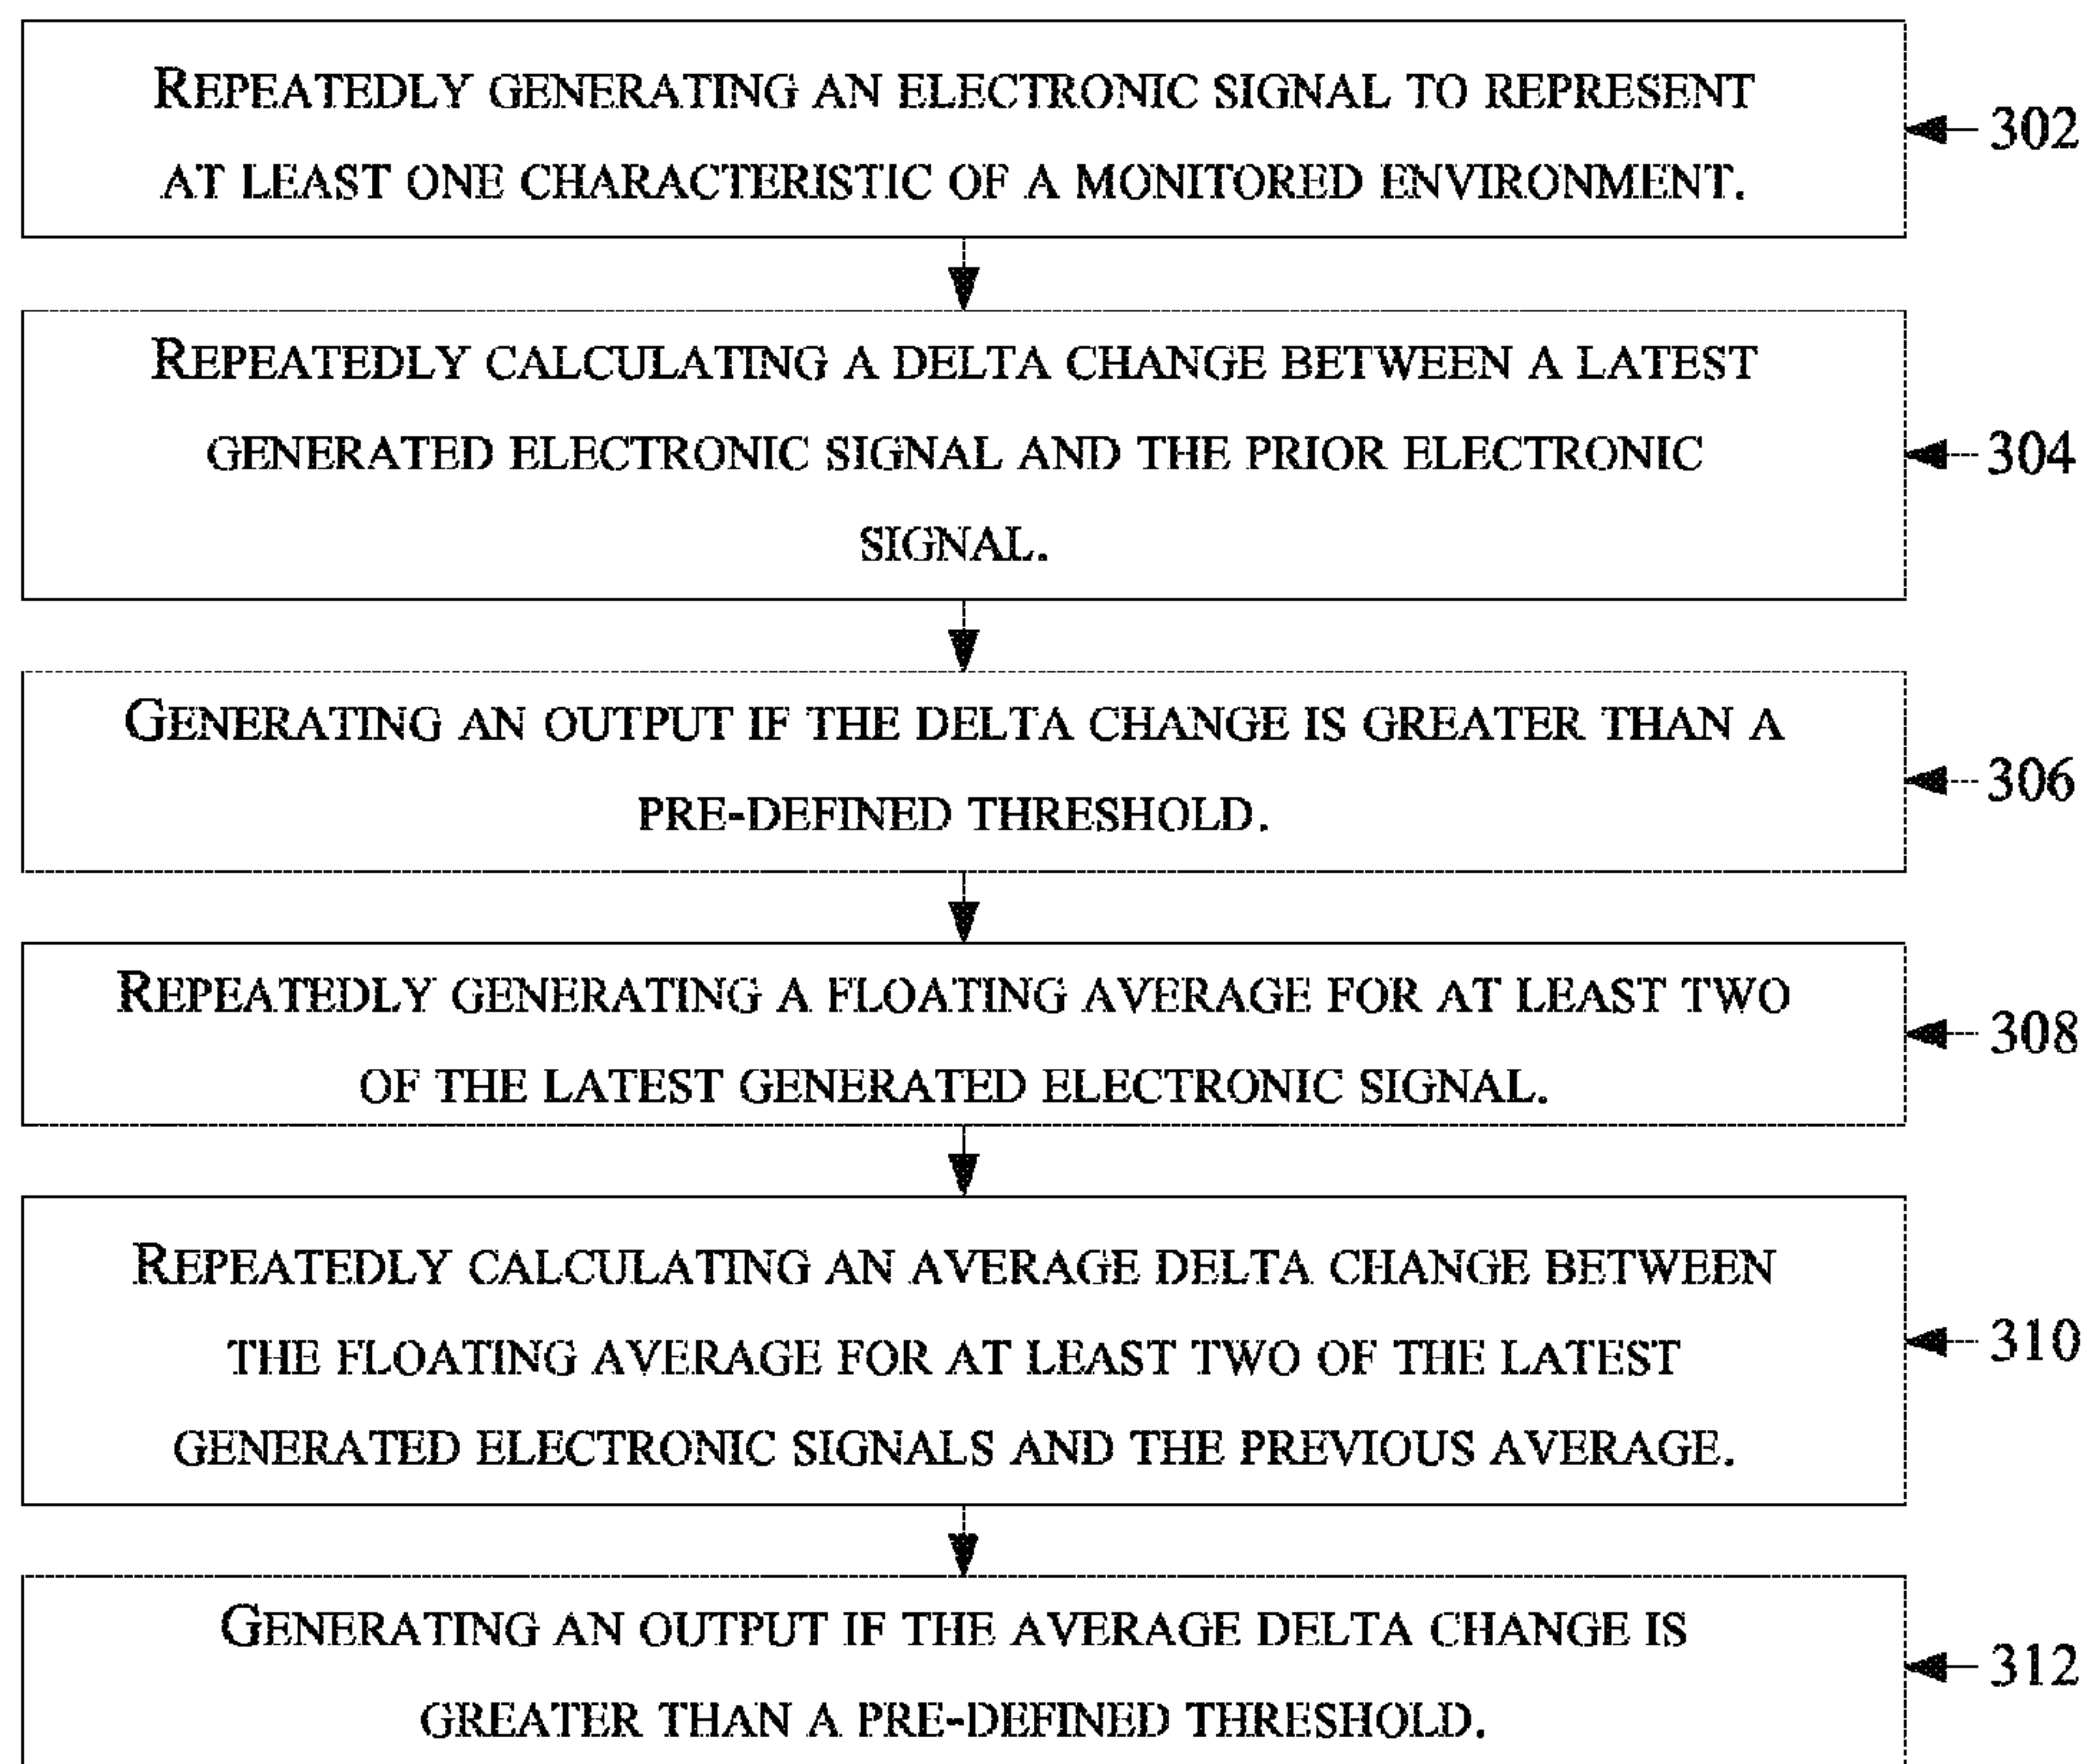 REPEATEDLY GENERATING AN ELECTRONIC SIGNAL TO REPRESENT
AT LEAST ONE CHARACTERISTIC OF A MONITORED ENVIRONMENT.
302
REPEATEDLY CALCULATING A DELTA CHANGE BETWEEN A LATEST
GENERATED ELECTRONIC SIGNAL AND THE PRIOR ELECTRONIC
SIGNAL.
304
GENERATING AN OUTPUT IF THE DELTA CHANGE IS GREATER THAN A
PRE-DEFINED THRESHOLD.
306
REPEATEDLY GENERATING A FLOATING AVERAGE FOR AT LEAST TWO
OF THE LATEST GENERATED ELECTRONIC SIGNAL.
308
REPEATEDLY CALCULATING AN AVERAGE DELTA CHANGE BETWEEN
THE FLOATING AVERAGE FOR AT LEAST TWO OF THE LATEST
GENERATED ELECTRONIC SIGNALS AND THE PREVIOUS AVERAGE.
310
GENERATING AN OUTPUT IF THE AVERAGE DELTA CHANGE IS
GREATER THAN A PRE-DEFINED THRESHOLD.
312